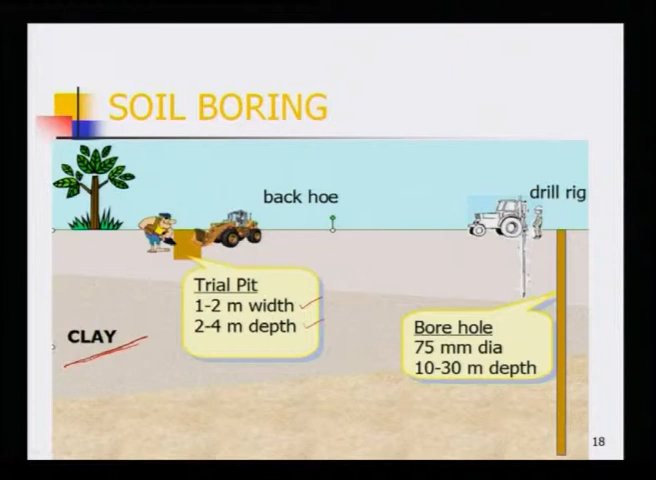 SOIL BORING
back hoe
drill rig
Trial Pit
1-2 m width
2-4 m depth
CLAY
Bore hole
75 mm dia
10-30 m depth
18